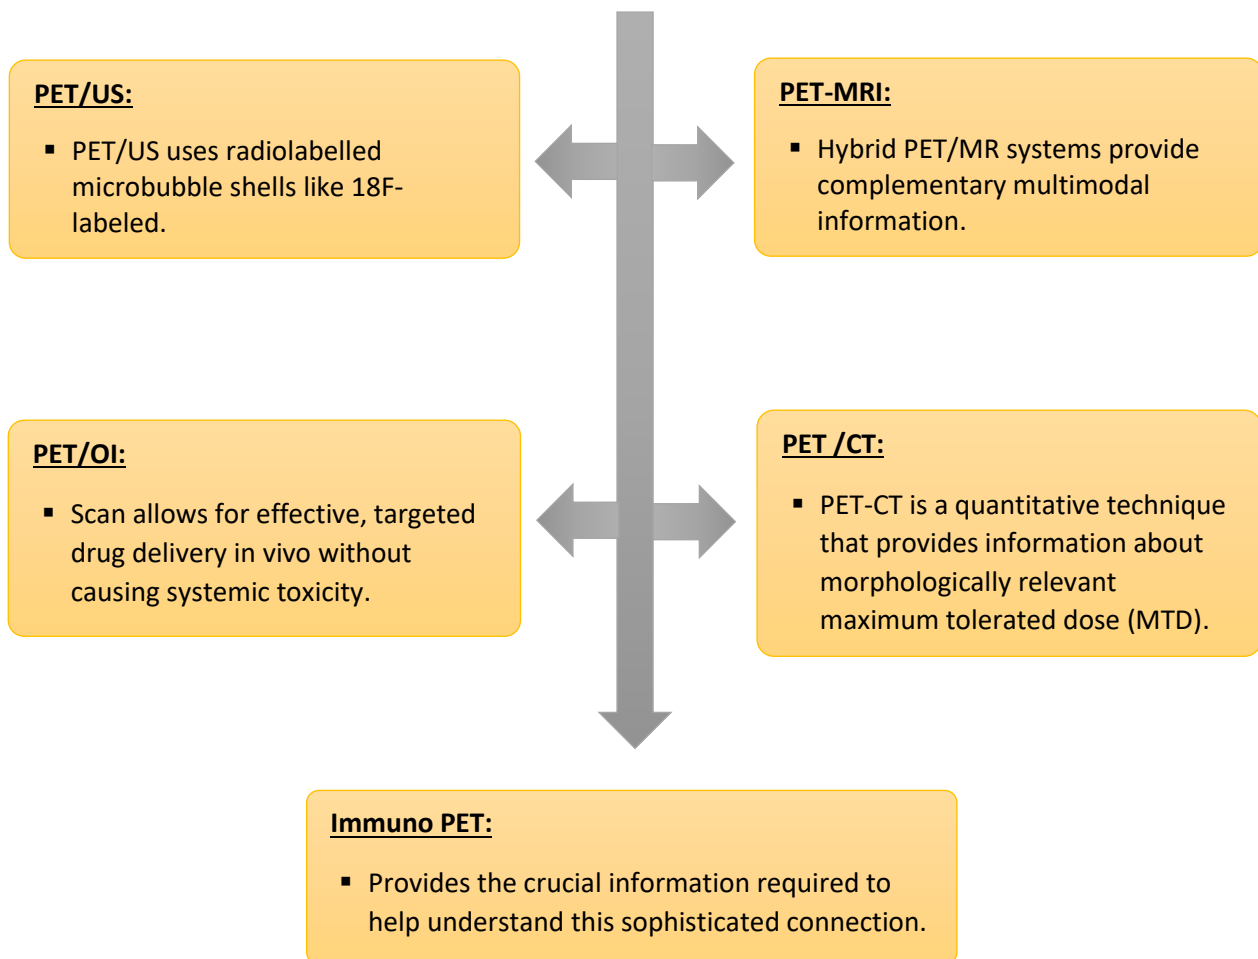 PET/US:
▪ PET/US uses radiolabelled
microbubble shells like 18F-
labeled.
PET-MRI:
▪ Hybrid PET/MR systems provide
complementary multimodal
information.
PET/OI:
▪ Scan allows for effective, targeted
drug delivery in vivo without
causing systemic toxicity.
PET /CT:
▪ PET-CT is a quantitative technique
that provides information about
morphologically relevant
maximum tolerated dose (MTD).
Immuno PET:
▪ Provides the crucial information required to
help understand this sophisticated connection.